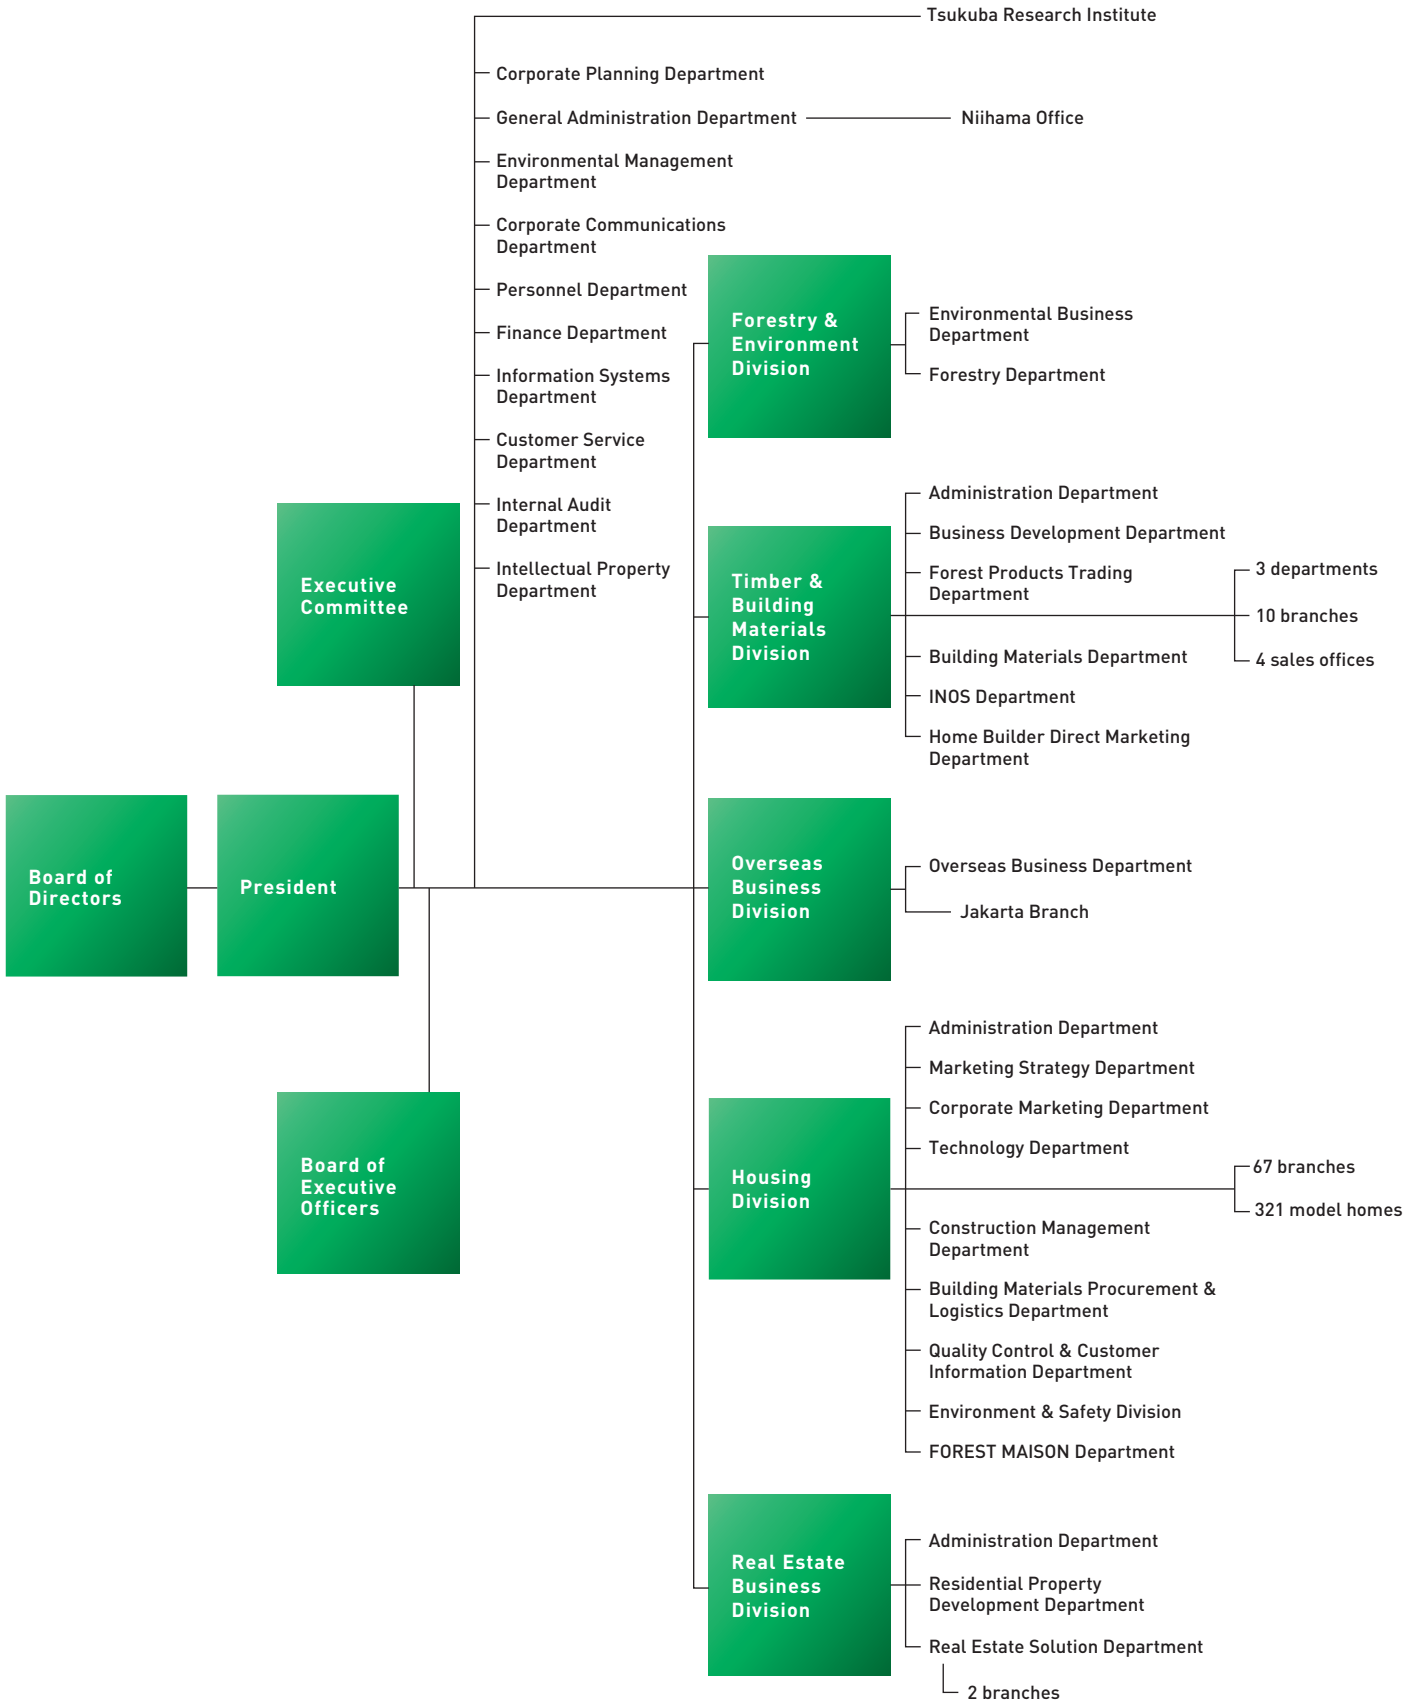 Tsukuba Research Institute
Corporate Planning Department
General Administration Department
Niihama Office
Environmental Management
Department
Corporate Communications
Department
Personnel Department
Finance Department
Information Systems
Department
Customer Service
Department
Internal Audit
Department
Intellectual Property
Department
Executive
Committee
Board of
Directors
President
Board of
Executive
Officers
Forestry &
Environment
Division
Environmental Business
Department
Forestry Department
Timber &
Building
Materials
Division
Administration Department
Business Development Department
Forest Products Trading
Department
3 departments
10 branches
4 sales offices
Building Materials Department
INOS Department
Home Builder Direct Marketing
Department
Overseas
Business
Division
Overseas Business Department
Jakarta Branch
Housing
Division
Administration Department
Marketing Strategy Department
Corporate Marketing Department
Technology Department
67 branches
321 model homes
Construction Management
Department
Building Materials Procurement &
Logistics Department
Quality Control & Customer
Information Department
Environment & Safety Division
FOREST MAISON Department
Real Estate
Business
Division
Administration Department
Residential Property
Development Department
Real Estate Solution Department
2 branches